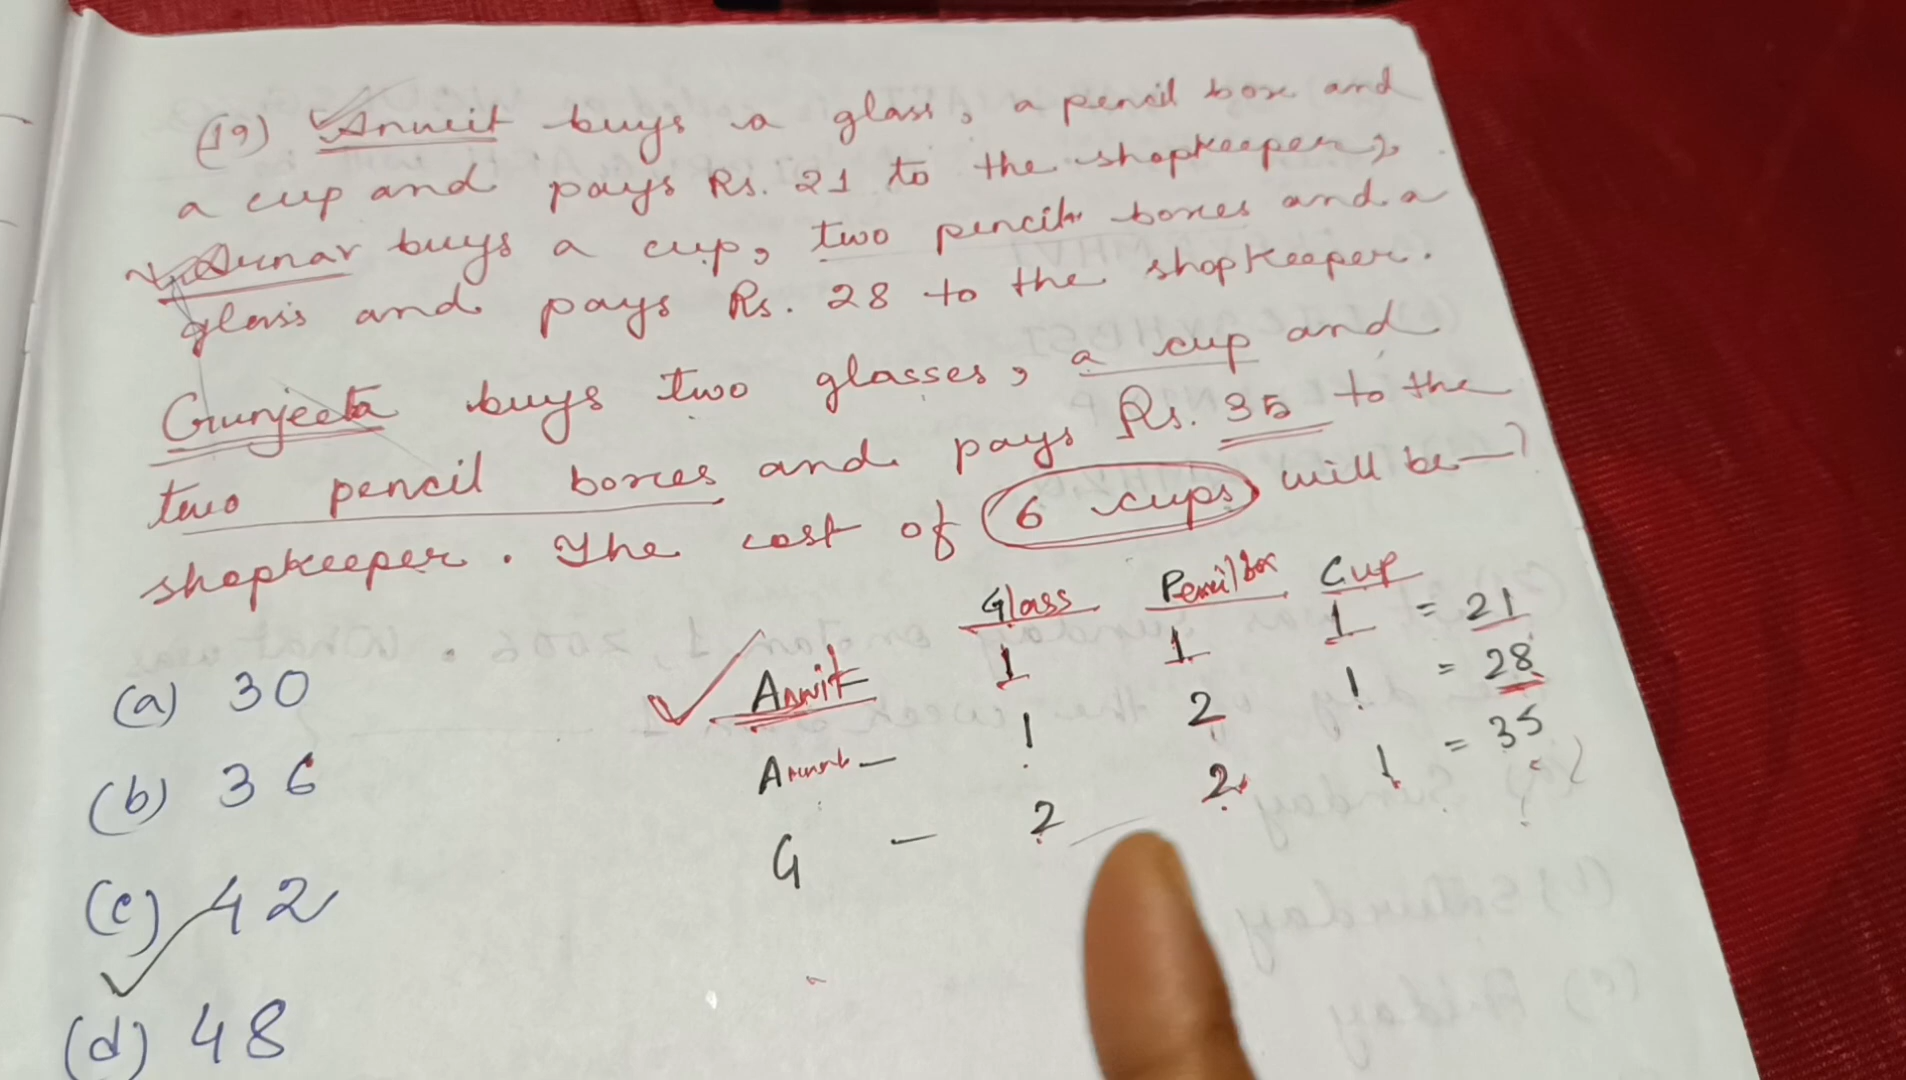 (19) Anwit buys a glass, a pencil box and
a cup and pays Rs. 21 to the shopkeeper,
buys a cup, two pencil boxes and a
glass and pays Rs. 28 to the shopkeeper.
Gunjeeta buys two glasses, a cup and
two pencil boxes and pays Rs. 35 to the
shopkeeper. The cost of 6 cups will be—?
Glass Pencil box Cup
Anwit 1 1 1 = 21
— 1 2 1 = 28
G — 2 2 1 = 35
(a) 30
(b) 36
(c) 42
(d) 48